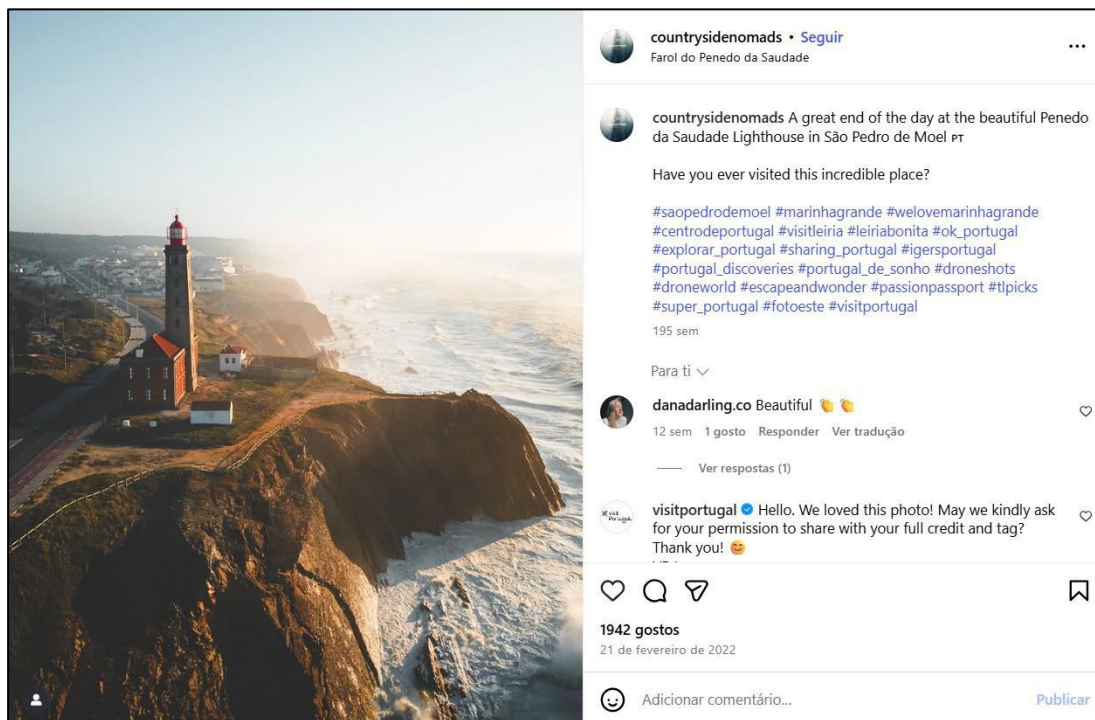 countrysidenomads • Seguir
Farol do Penedo da Saudade
countrysidenomads A great end of the day at the beautiful Penedo
da Saudade Lighthouse in São Pedro de Moel PT
Have you ever visited this incredible place?
#saopedrodemoel #marinhagrande #welovemarinhagrande
#centrodeportugal #visitleiria #leiriabonita #ok_portugal
#explorar_portugal #sharing_portugal #igersportugal
#portugal_discoveries #portugal_de_sonho #droneshots
#droneworld #escapeandwonder #passionpassport #tlpicks
#super_portugal #fotoeste #visitportugal
195 sem
Para ti
danadarling.co Beautiful 👏 👏
12 sem 1 gosto Responder Ver tradução
Ver respostas (1)
visitportugal Hello. We loved this photo! May we kindly ask
for your permission to share with your full credit and tag?
Thank you! 😊
1942 gostos
21 de fevereiro de 2022
Adicionar comentário... Publicar